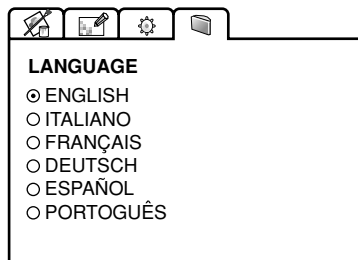 LANGUAGE
ENGLISH
ITALIANO
FRANÇAIS
DEUTSCH
ESPAÑOL
PORTOGUÊS